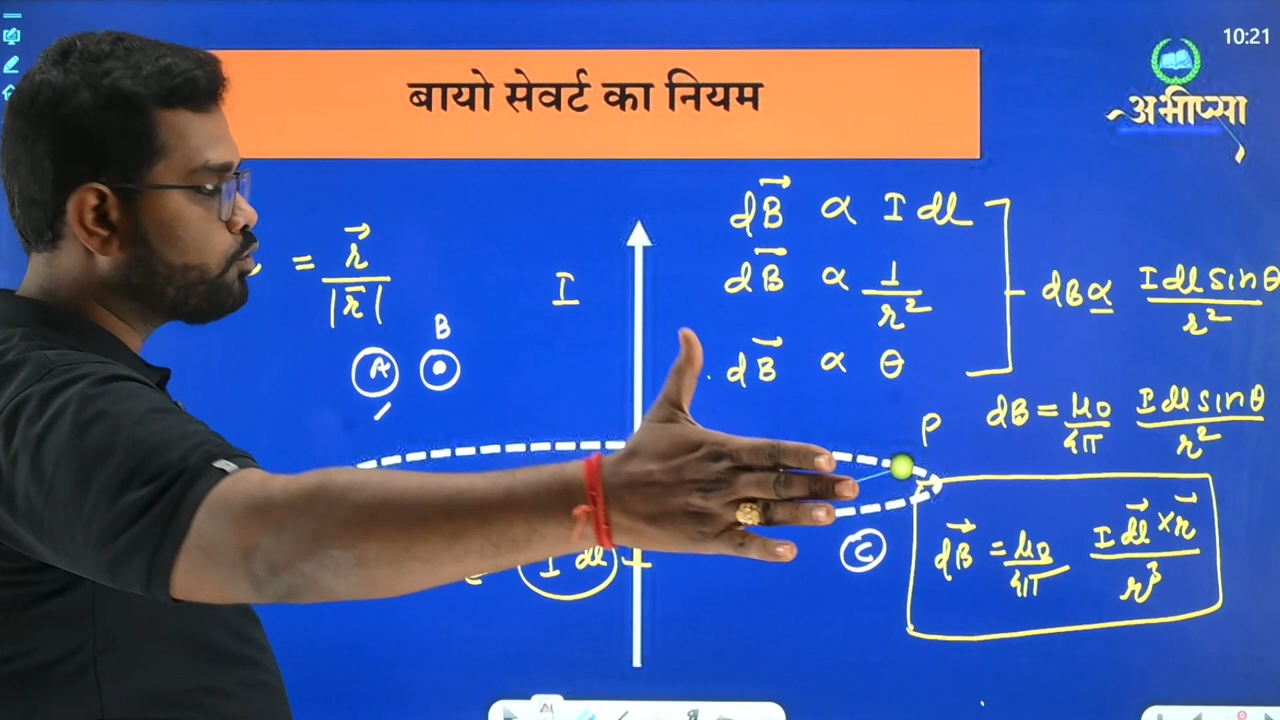 10:21
बायो सेवर्ट का नियम
अभीप्सा
= r⃗ / |r⃗|
I
A
B
dB⃗ α I dl
dB⃗ α 1/r²
dB⃗ α θ
dB α I dl sinθ / r²
dB = μ0/4π I dl sinθ / r²
P
C
I dl
dB⃗ = μ0/4π I dl⃗ × r⃗ / r³